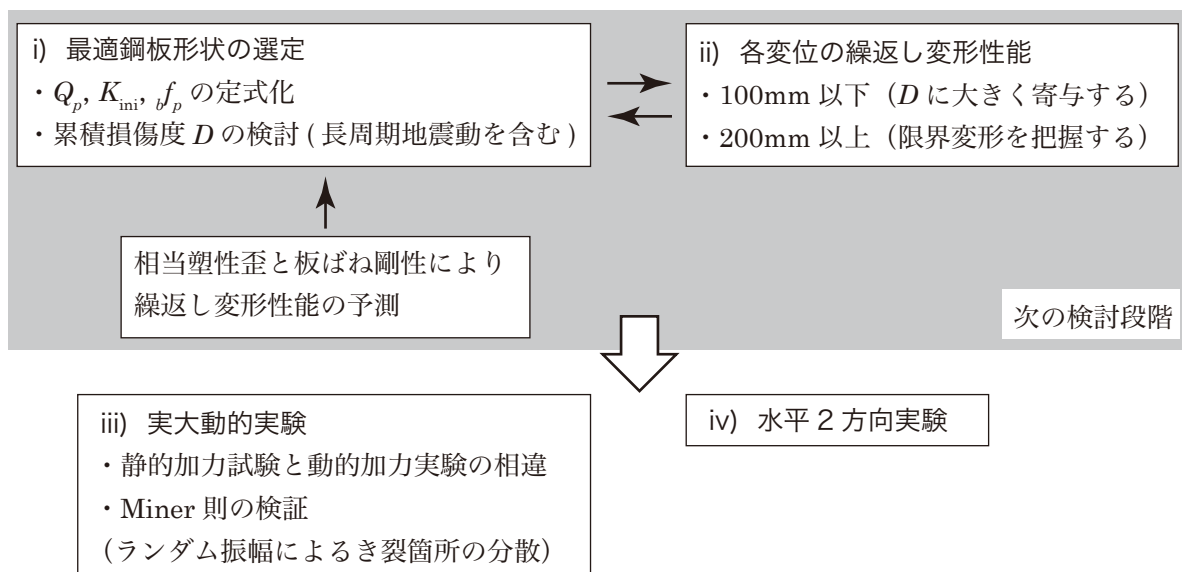 i) 最適鋼板形状の選定
・Qp, Kini, bfp の定式化
・累積損傷度 D の検討 ( 長周期地震動を含む )
ii) 各変位の繰返し変形性能
・100mm 以下（D に大きく寄与する）
・200mm 以上（限界変形を把握する）
相当塑性歪と板ばね剛性により
繰返し変形性能の予測
次の検討段階
iii) 実大動的実験
・静的加力試験と動的加力実験の相違
・Miner 則の検証
（ランダム振幅によるき裂箇所の分散）
iv) 水平 2 方向実験